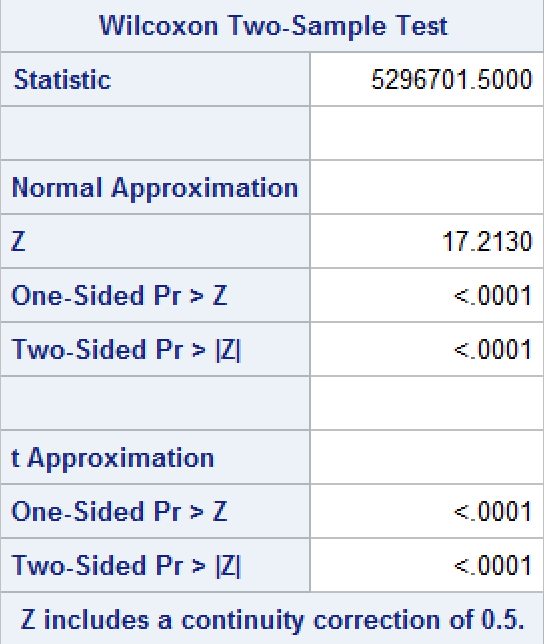 Wilcoxon Two-Sample Test
Statistic 5296701.5000
Normal Approximation
Z 17.2130
One-Sided Pr > Z <.0001
Two-Sided Pr > |Z| <.0001
t Approximation
One-Sided Pr > Z <.0001
Two-Sided Pr > |Z| <.0001
Z includes a continuity correction of 0.5.